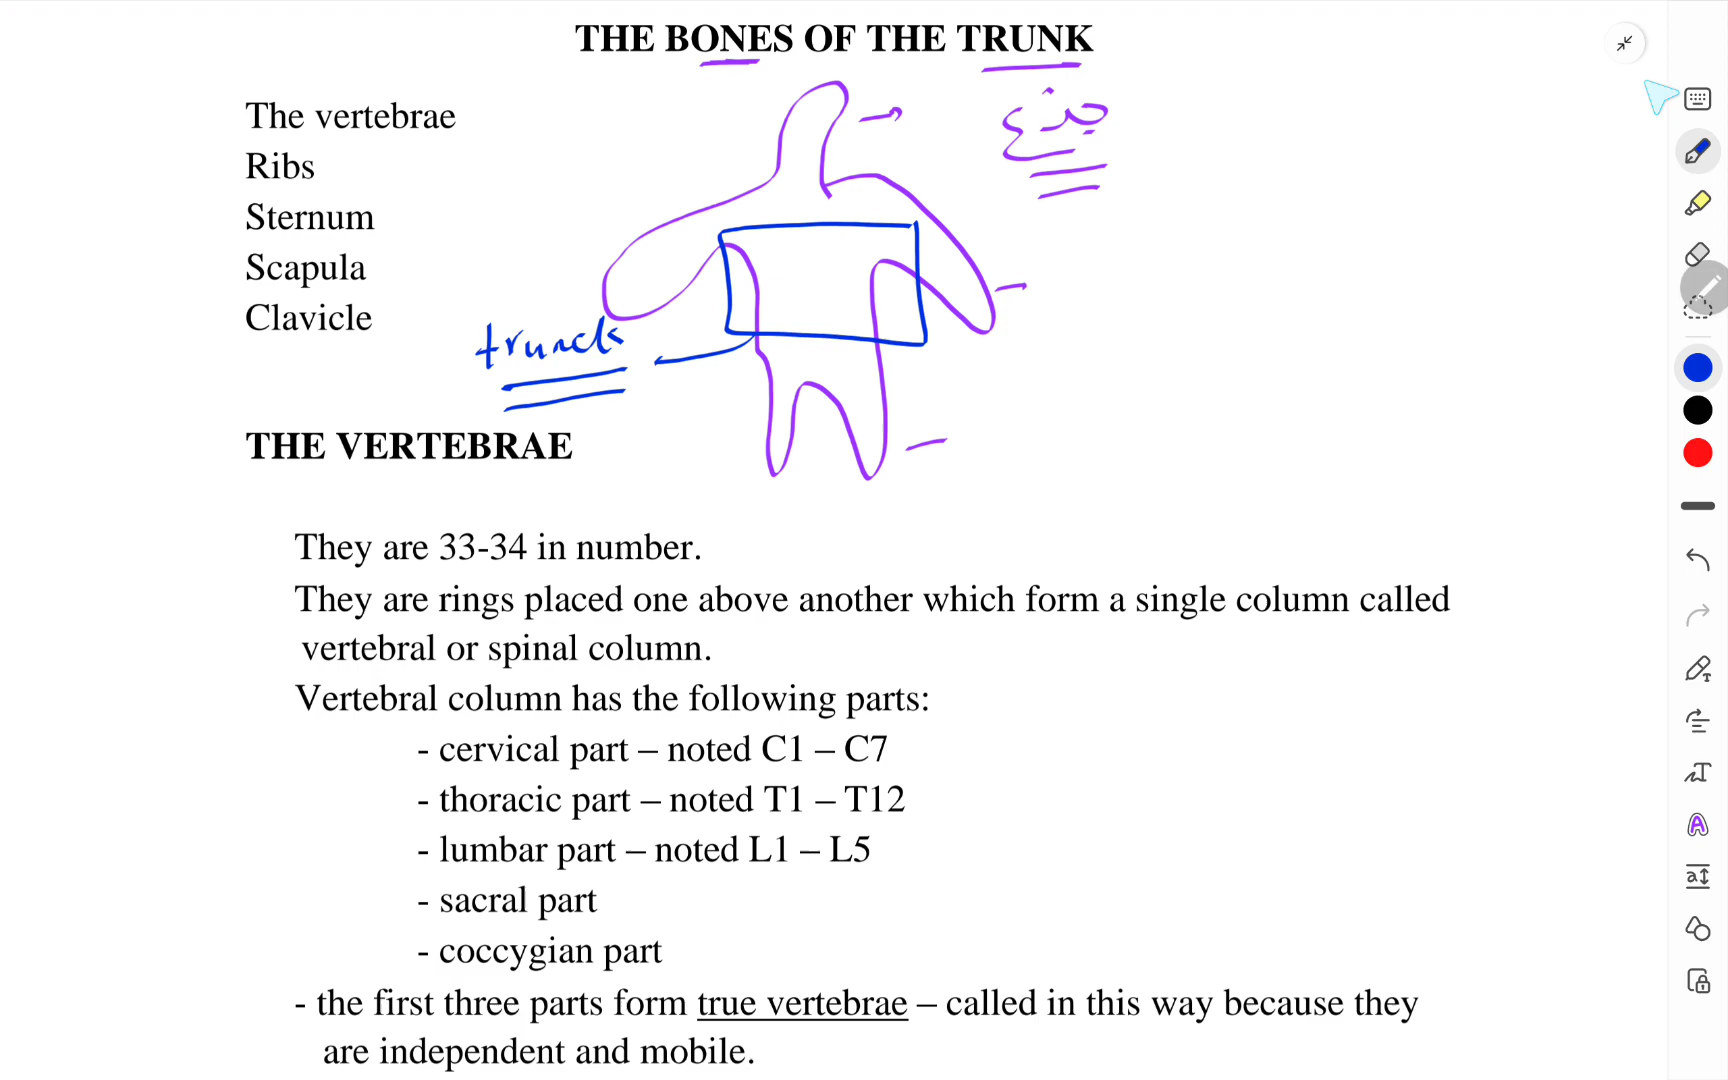 THE BONES OF THE TRUNK
جذع
The vertebrae
Ribs
Sternum
Scapula
Clavicle
trunck
THE VERTEBRAE
They are 33-34 in number.
They are rings placed one above another which form a single column called
vertebral or spinal column.
Vertebral column has the following parts:
- cervical part – noted C1 – C7
- thoracic part – noted T1 – T12
- lumbar part – noted L1 – L5
- sacral part
- coccygian part
- the first three parts form true vertebrae – called in this way because they
are independent and mobile.